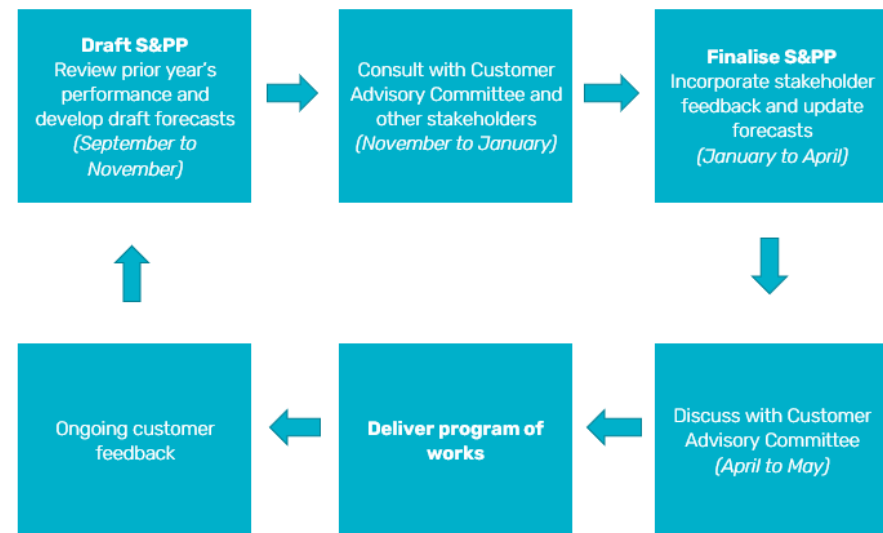 Draft S&PP
Review prior year's
performance and
develop draft forecasts
(September to
November)
Consult with Customer
Advisory Committee and
other stakeholders
(November to January)
Finalise S&PP
Incorporate stakeholder
feedback and update
forecasts
(January to April)
Discuss with Customer
Advisory Committee
(April to May)
Deliver program of
works
Ongoing customer
feedback